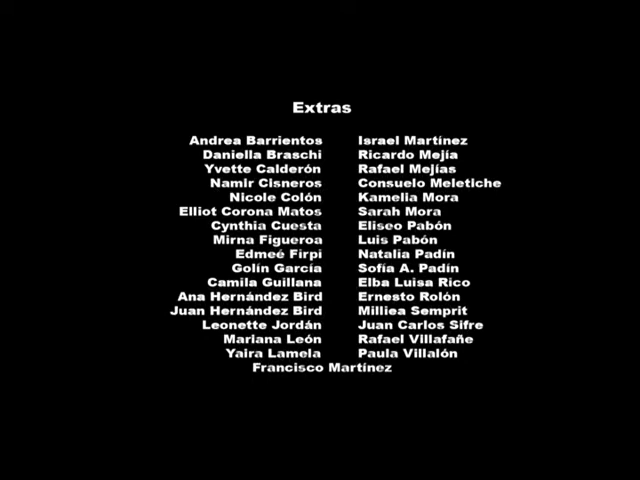 Extras
Andrea Barrientos Israel Martínez
Daniella Braschi Ricardo Mejía
Yvette Calderón Rafael Mejías
Namir Cisneros Consuelo Meletiche
Nicole Colón Kamelia Mora
Elliot Corona Matos Sarah Mora
Cynthia Cuesta Eliseo Pabón
Mirna Figueroa Luis Pabón
Edmeé Firpi Natalia Padín
Golín García Sofía A. Padín
Camila Guillana Elba Luisa Rico
Ana Hernández Bird Ernesto Rolón
Juan Hernández Bird Milliea Semprit
Leonette Jordán Juan Carlos Sifre
Mariana León Rafael Villafañe
Yaira Lamela Paula Villalón
Francisco Martínez